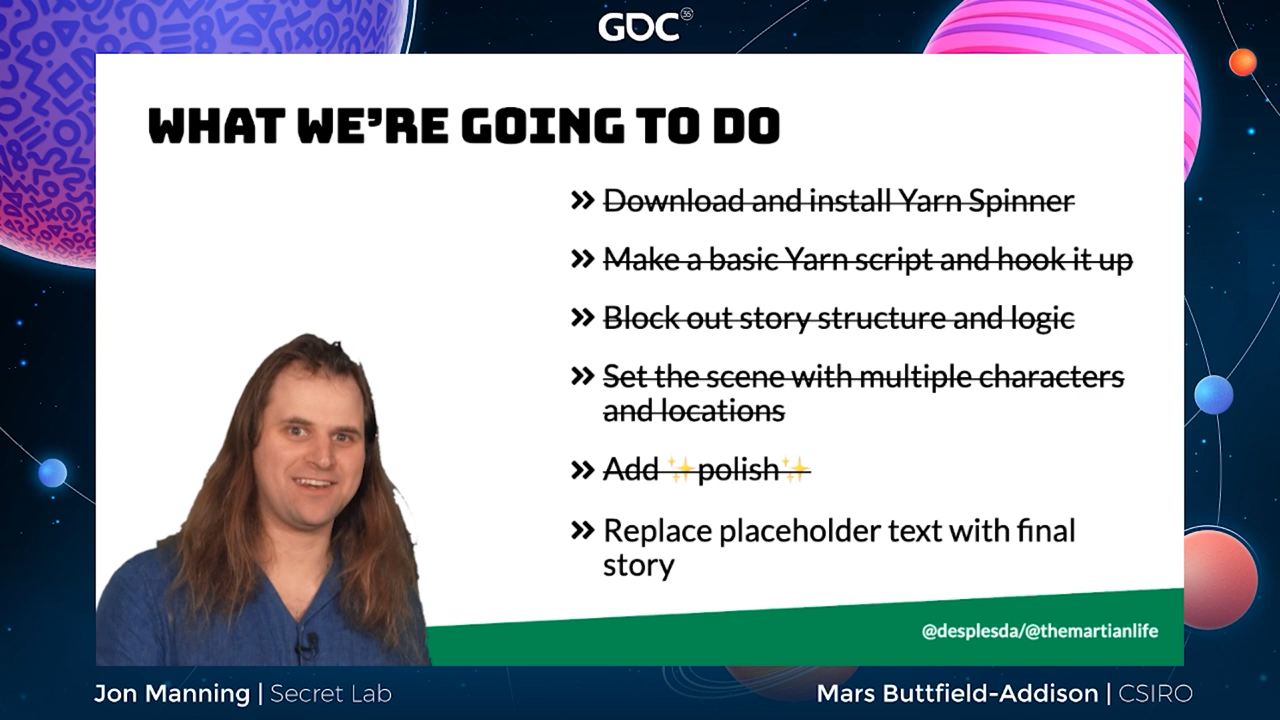 GDC 35
WHAT WE'RE GOING TO DO
» Download and install Yarn Spinner
» Make a basic Yarn script and hook it up
» Block out story structure and logic
» Set the scene with multiple characters
and locations
» Add ✨polish✨
» Replace placeholder text with final
story
@desplesda/@themartianlife
Jon Manning | Secret Lab
Mars Buttfield-Addison | CSIRO